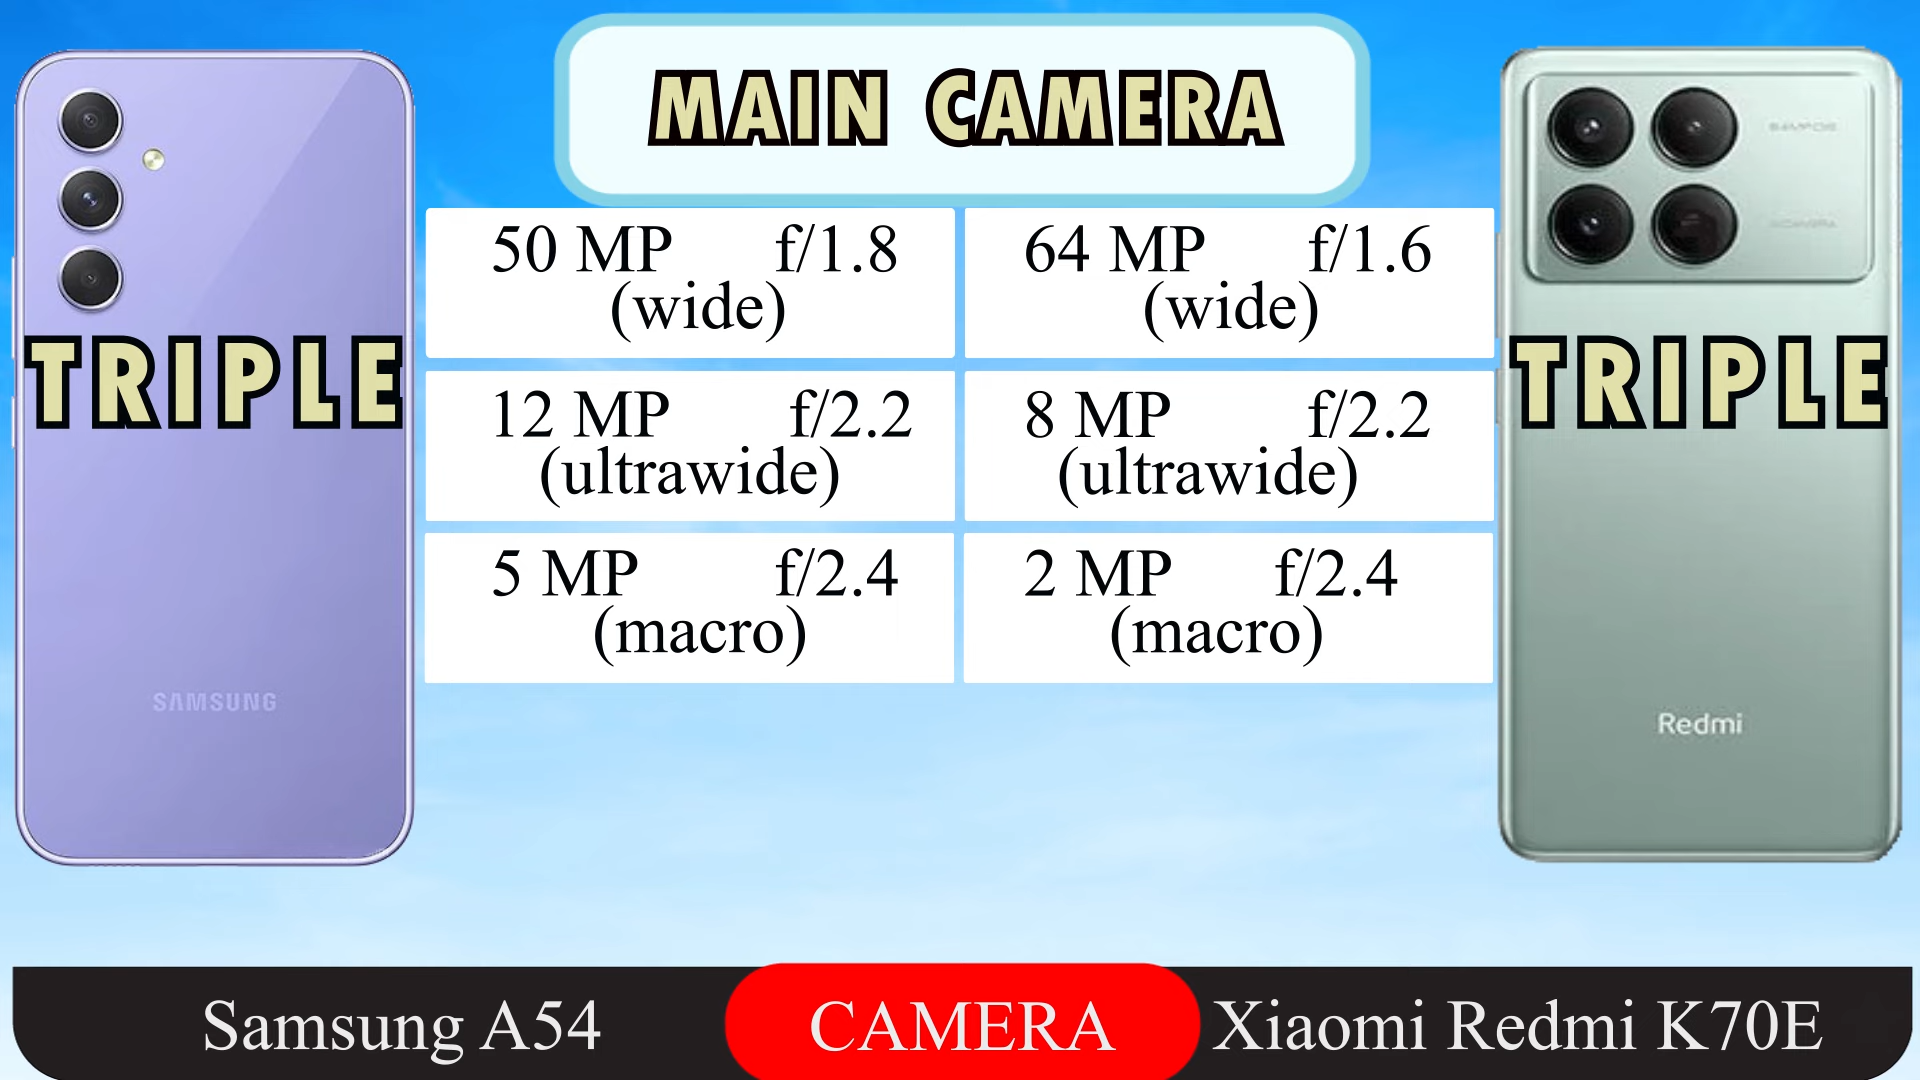 MAIN CAMERA
50 MP f/1.8
(wide)
64 MP f/1.6
(wide)
12 MP f/2.2
(ultrawide)
8 MP f/2.2
(ultrawide)
5 MP f/2.4
(macro)
2 MP f/2.4
(macro)
TRIPLE
TRIPLE
SAMSUNG
Redmi
Samsung A54
CAMERA
Xiaomi Redmi K70E